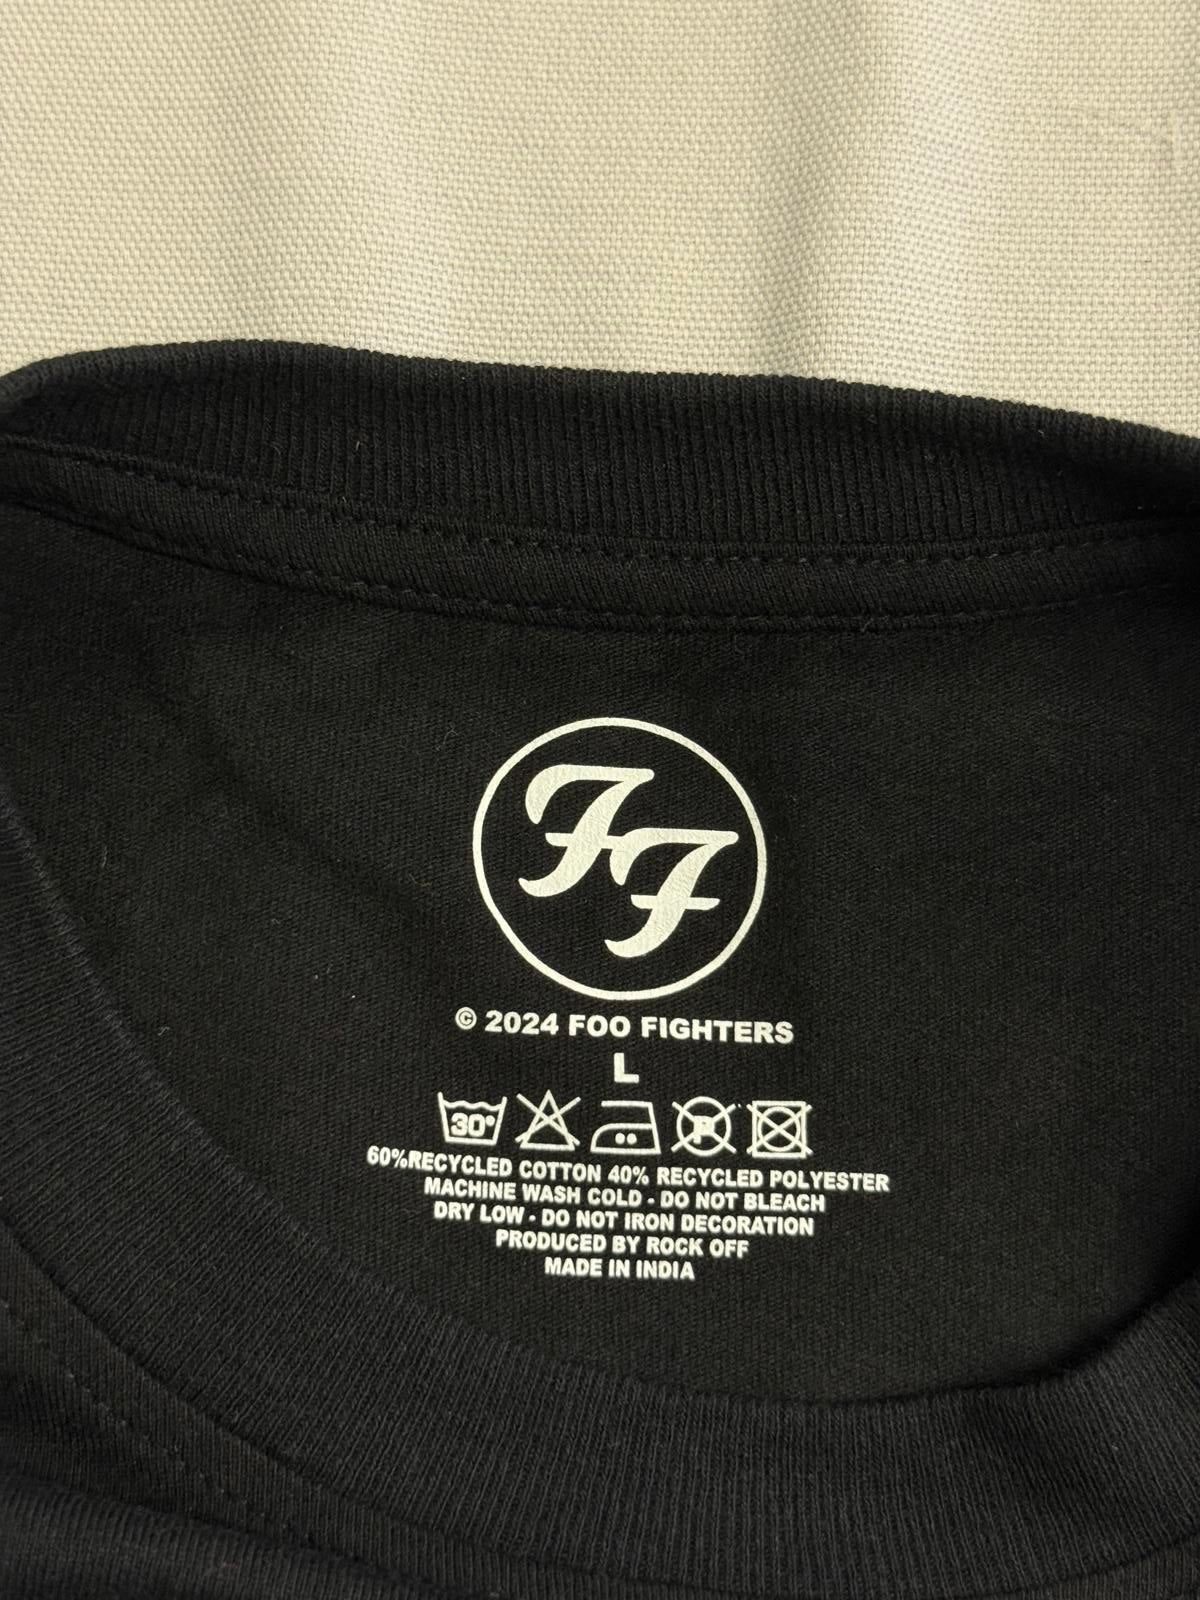 FF
© 2024 FOO FIGHTERS
L
30° P
60%RECYCLED COTTON 40% RECYCLED POLYESTER
MACHINE WASH COLD - DO NOT BLEACH
DRY LOW - DO NOT IRON DECORATION
PRODUCED BY ROCK OFF
MADE IN INDIA